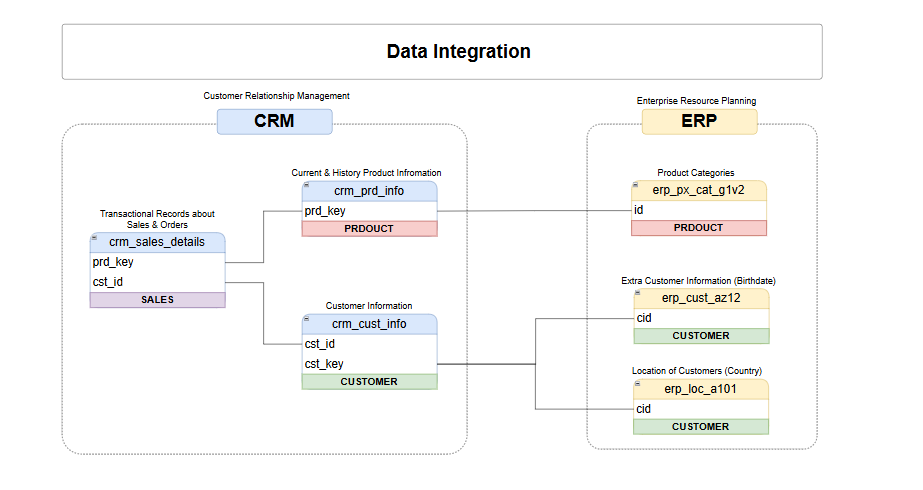 Data Integration
Customer Relationship Management
CRM
Enterprise Resource Planning
ERP
Current & History Product Infromation
crm_prd_info
prd_key
PRDOUCT
Transactional Records about
Sales & Orders
crm_sales_details
prd_key
cst_id
SALES
Customer Information
crm_cust_info
cst_id
cst_key
CUSTOMER
Product Categories
erp_px_cat_g1v2
id
PRDOUCT
Extra Customer Information (Birthdate)
erp_cust_az12
cid
CUSTOMER
Location of Customers (Country)
erp_loc_a101
cid
CUSTOMER